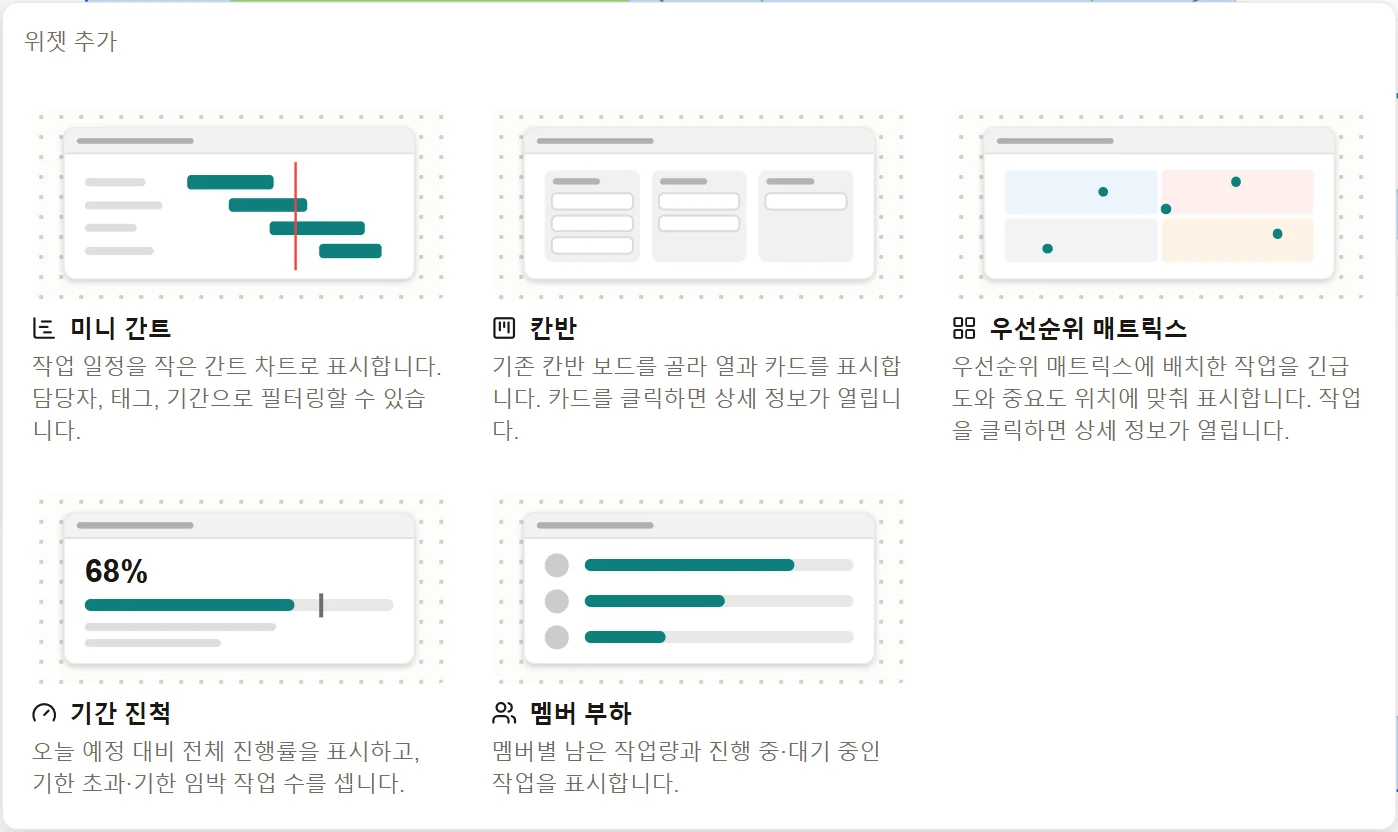 위젯 추가
미니 간트
작업 일정을 작은 간트 차트로 표시합니다.
담당자, 태그, 기간으로 필터링할 수 있습
니다.
칸반
기존 칸반 보드를 골라 열과 카드를 표시합
니다. 카드를 클릭하면 상세 정보가 열립니
다.
우선순위 매트릭스
우선순위 매트릭스에 배치한 작업을 긴급
도와 중요도 위치에 맞춰 표시합니다. 작업
을 클릭하면 상세 정보가 열립니다.
68%
기간 진척
오늘 예정 대비 전체 진행률을 표시하고,
기한 초과·기한 임박 작업 수를 셉니다.
멤버 부하
멤버별 남은 작업량과 진행 중·대기 중인
작업을 표시합니다.